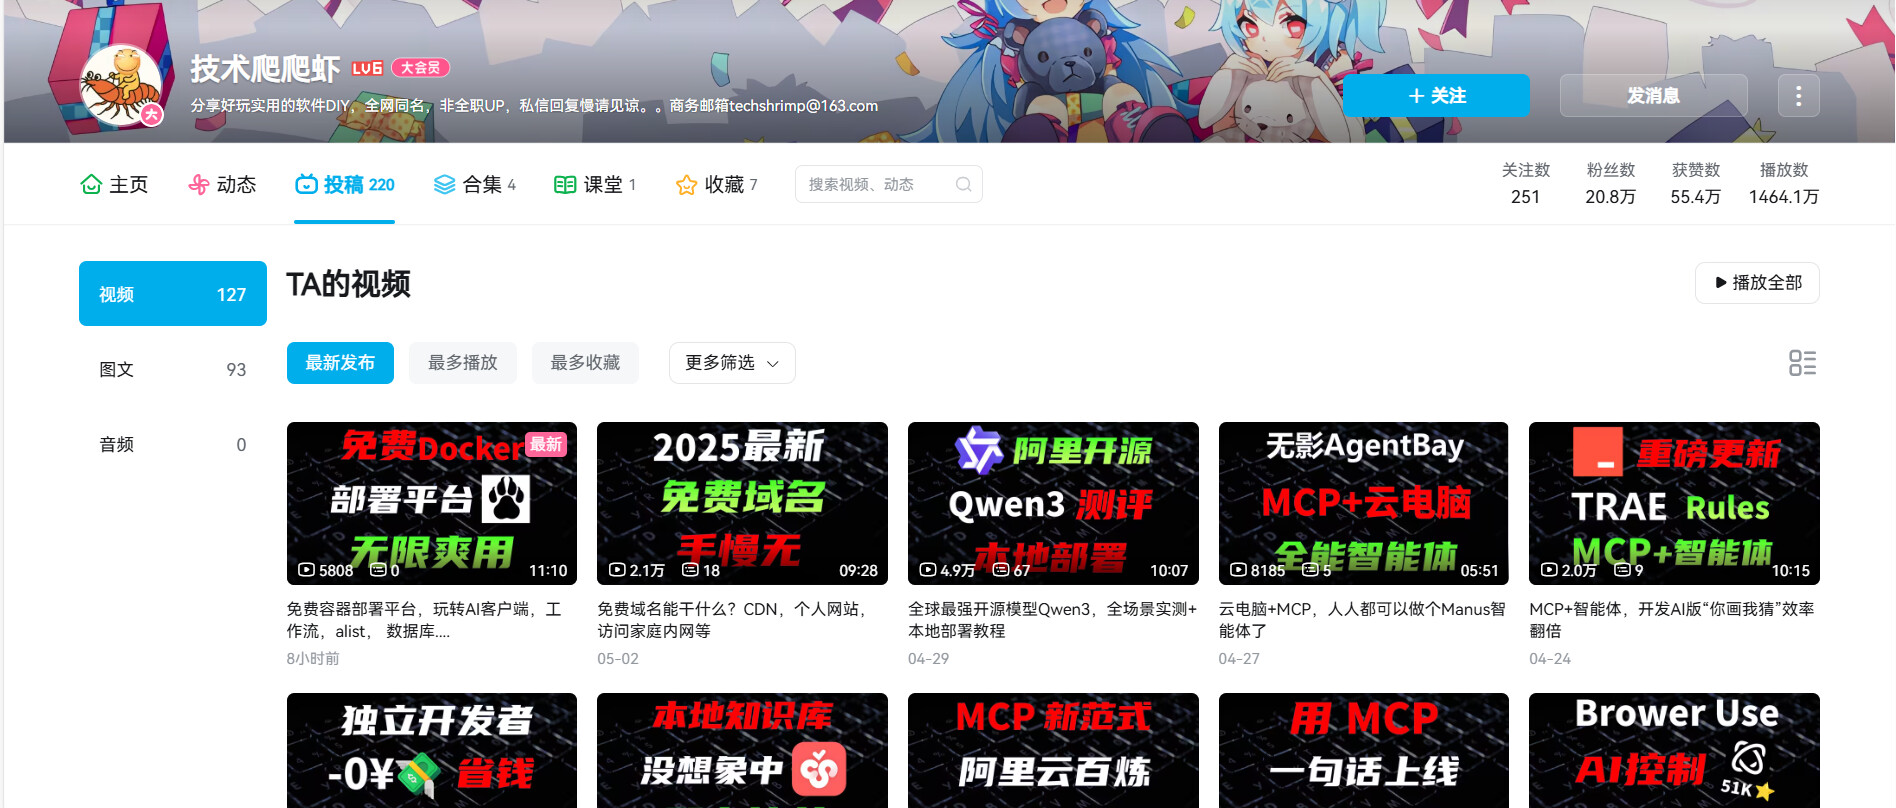 技术爬爬虾 LV6 大会员
大
分享好玩实用的软件DIY，全网同名，非全职UP，私信回复慢请见谅。。商务邮箱techshrimp@163.com
+ 关注
发消息
主页
动态
投稿 220
合集 4
课堂 1
收藏 7
搜索视频、动态
关注数 粉丝数 获赞数 播放数
251 20.8万 55.4万 1464.1万
视频 127
图文 93
音频 0
TA的视频
播放全部
最新发布 最多播放 最多收藏 更多筛选
免费Docker
最新
部署平台
无限爽用
5808 0 11:10
免费容器部署平台，玩转AI客户端，工
作流，alist， 数据库....
8小时前
2025最新
免费域名
手慢无
2.1万 18 09:28
免费域名能干什么？CDN，个人网站，
访问家庭内网等
05-02
阿里开源
Qwen3 测评
本地部署
4.9万 67 10:07
全球最强开源模型Qwen3，全场景实测+
本地部署教程
04-29
无影AgentBay
MCP+云电脑
全能智能体
8185 5 05:51
云电脑+MCP，人人都可以做个Manus智
能体了
04-27
重磅更新
TRAE Rules
MCP+智能体
2.0万 9 10:15
MCP+智能体，开发AI版“你画我猜”效率
翻倍
04-24
独立开发者
-0¥ 省钱
本地知识库
没想象中
MCP 新范式
阿里云百炼
用 MCP
一句话上线
Brower Use
AI控制
51K